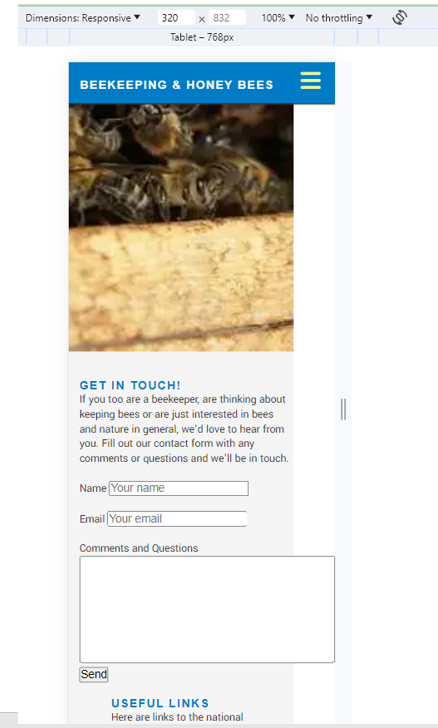 Dimensions: Responsive ▼ 320 x 832 100% ▼ No throttling ▼
Tablet – 768px
BEEKEEPING & HONEY BEES
GET IN TOUCH!
If you too are a beekeeper, are thinking about
keeping bees or are just interested in bees
and nature in general, we'd love to hear from
you. Fill out our contact form with any
comments or questions and we'll be in touch.
Name Your name
Email Your email
Comments and Questions
Send
USEFUL LINKS
Here are links to the national